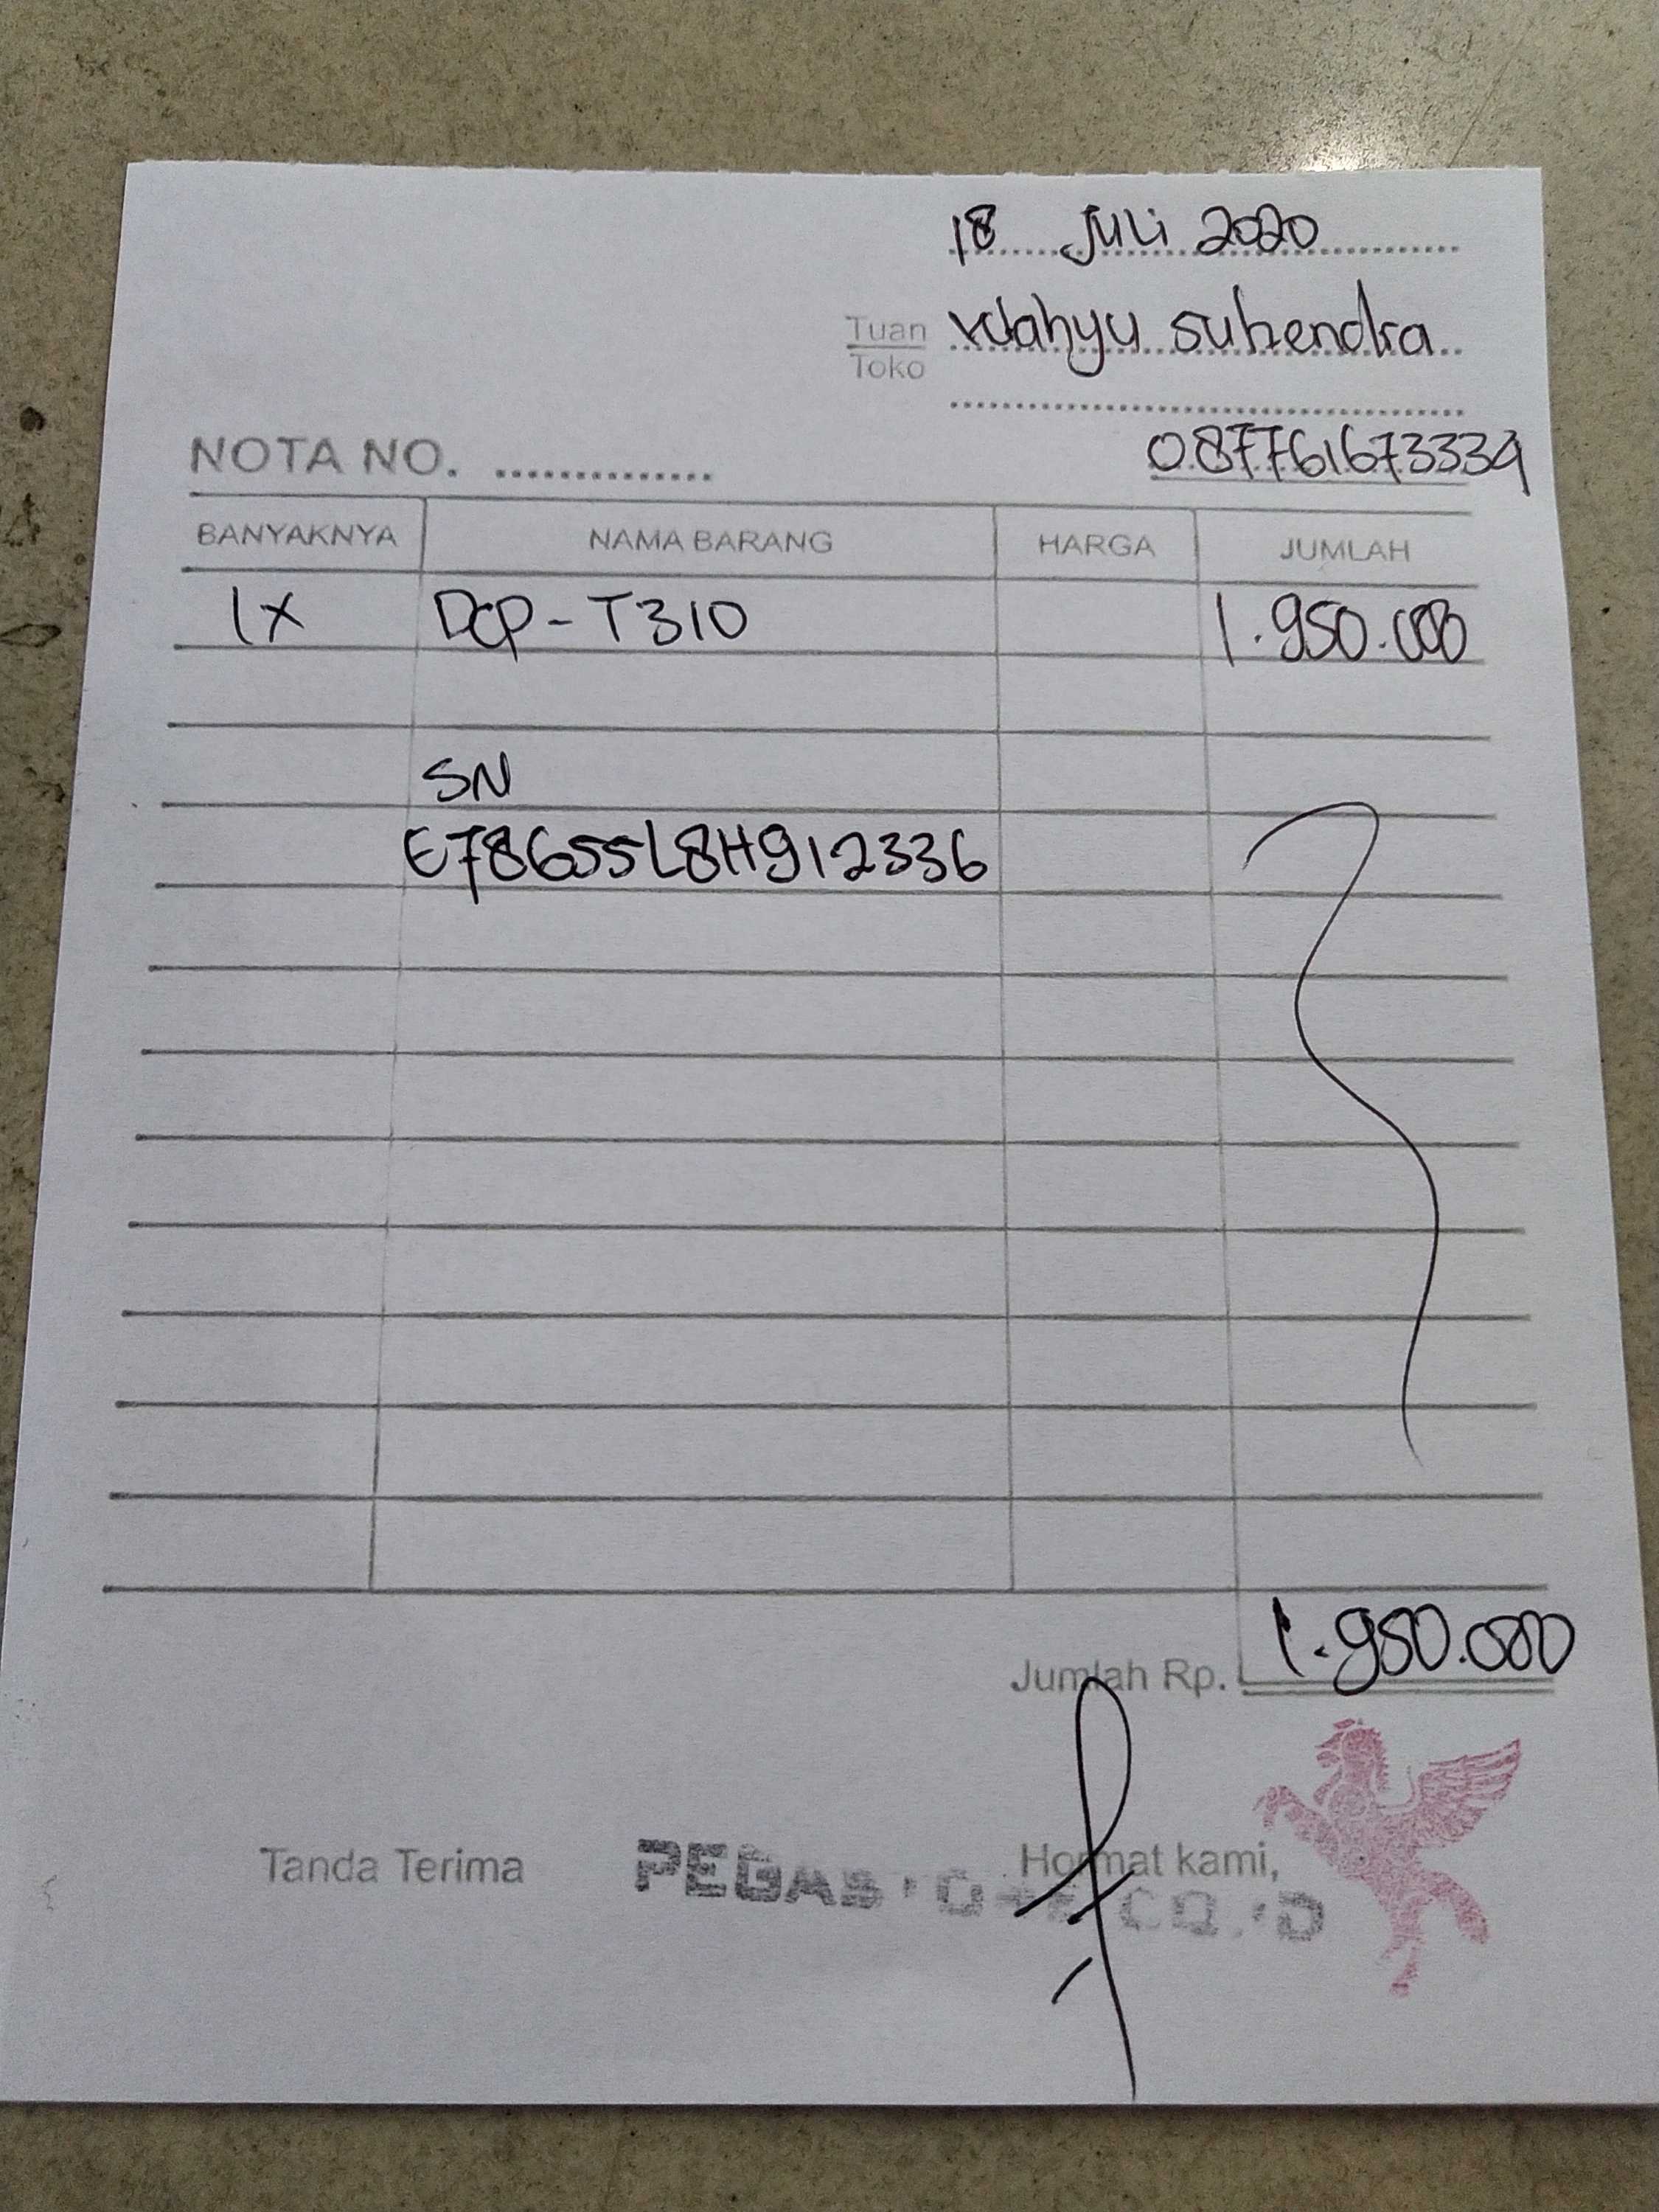 18 Juli 2020
Tuan Wahyu Suhendra
Toko
NOTA NO. ..............
087761673339
BANYAKNYA NAMA BARANG HARGA JUMLAH
1x DCP-T310 1.950.000
SN
E78655L8H912336
1.950.000
Jumlah Rp.
Tanda Terima
Hormat kami,